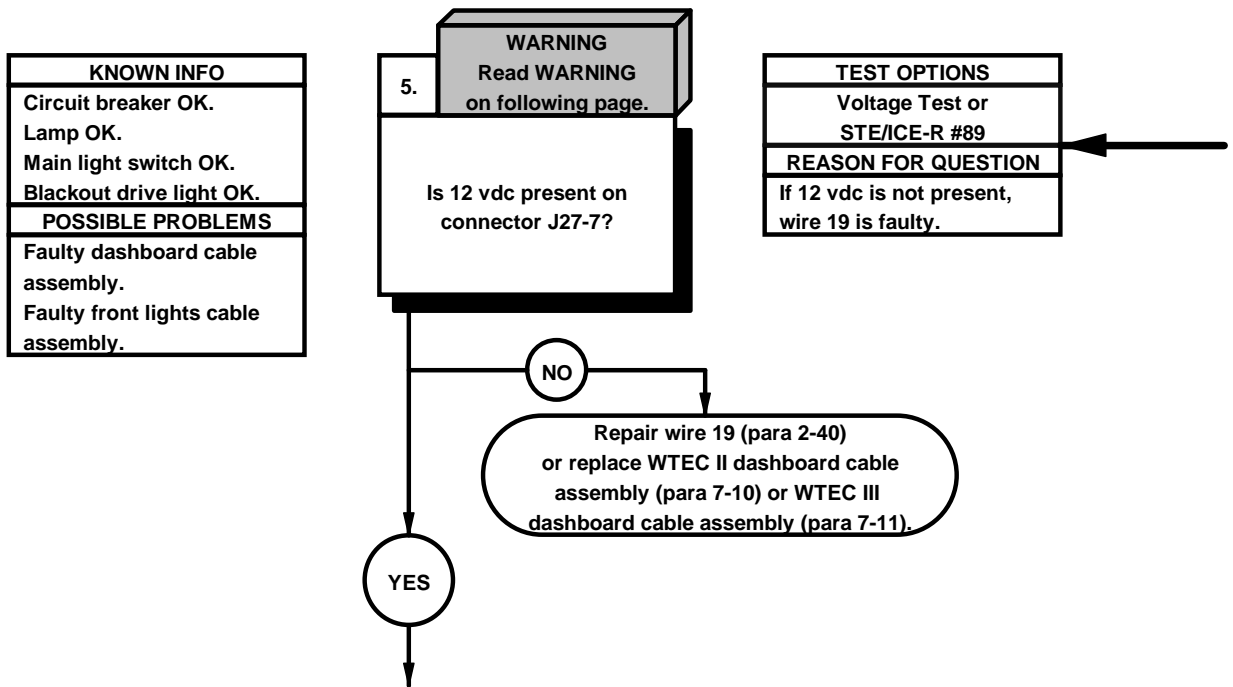 KNOWN INFO
Circuit breaker OK.
Lamp OK.
Main light switch OK.
Blackout drive light OK.
POSSIBLE PROBLEMS
Faulty dashboard cable
assembly.
Faulty front lights cable
assembly.
5.
WARNING
Read WARNING
on following page.
Is 12 vdc present on
connector J27-7?
TEST OPTIONS
Voltage Test or
STE/ICE-R #89
REASON FOR QUESTION
If 12 vdc is not present,
wire 19 is faulty.
NO
Repair wire 19 (para 2-40)
or replace WTEC II dashboard cable
assembly (para 7-10) or WTEC III
dashboard cable assembly (para 7-11).
YES